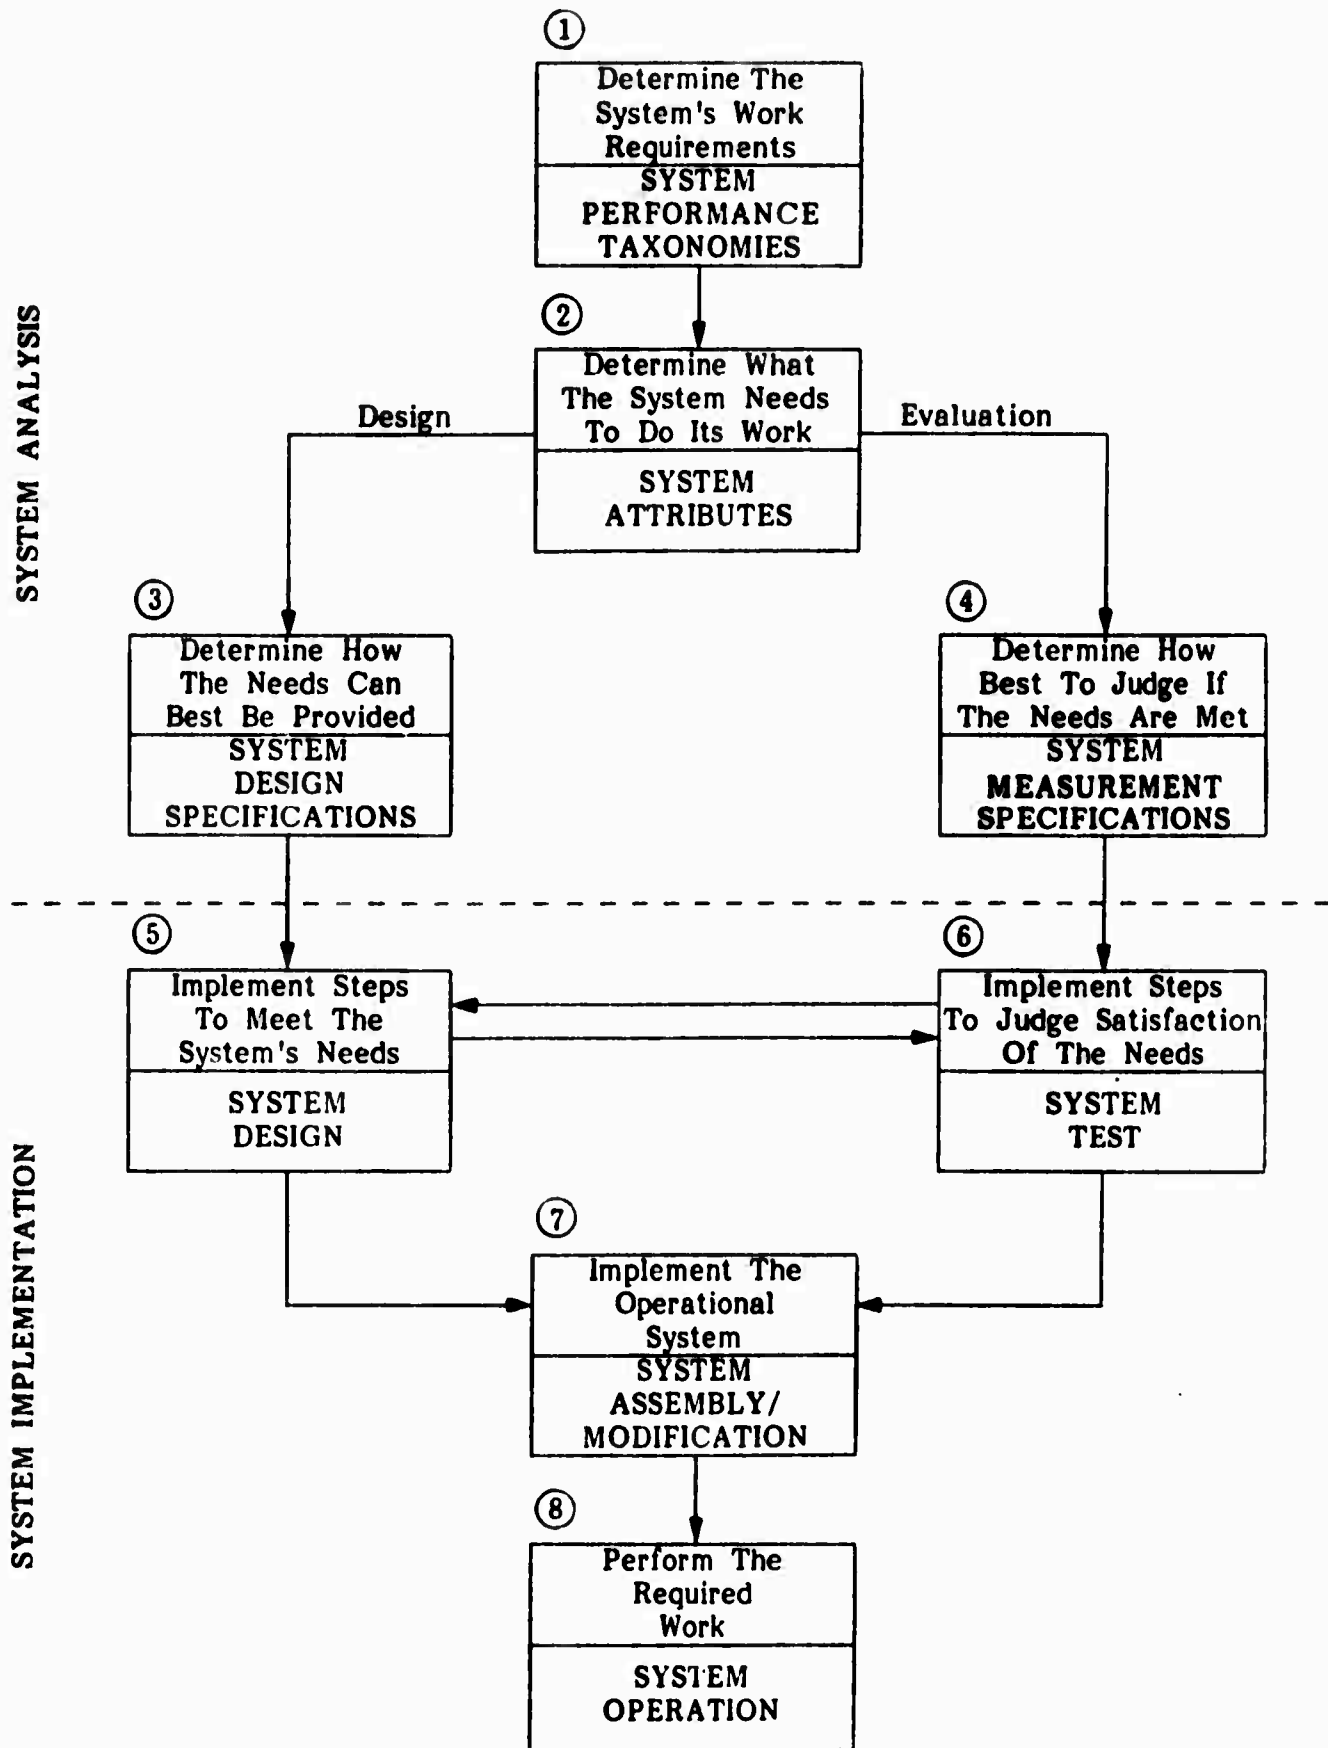 1
Determine The
System's Work
Requirements
SYSTEM
PERFORMANCE
TAXONOMIES
SYSTEM ANALYSIS
2
Determine What
The System Needs
To Do Its Work
SYSTEM
ATTRIBUTES
Design
Evaluation
3
Determine How
The Needs Can
Best Be Provided
SYSTEM
DESIGN
SPECIFICATIONS
4
Determine How
Best To Judge If
The Needs Are Met
SYSTEM
MEASUREMENT
SPECIFICATIONS
SYSTEM IMPLEMENTATION
5
Implement Steps
To Meet The
System's Needs
SYSTEM
DESIGN
6
Implement Steps
To Judge Satisfaction
Of The Needs
SYSTEM
TEST
7
Implement The
Operational
System
SYSTEM
ASSEMBLY/
MODIFICATION
8
Perform The
Required
Work
SYSTEM
OPERATION